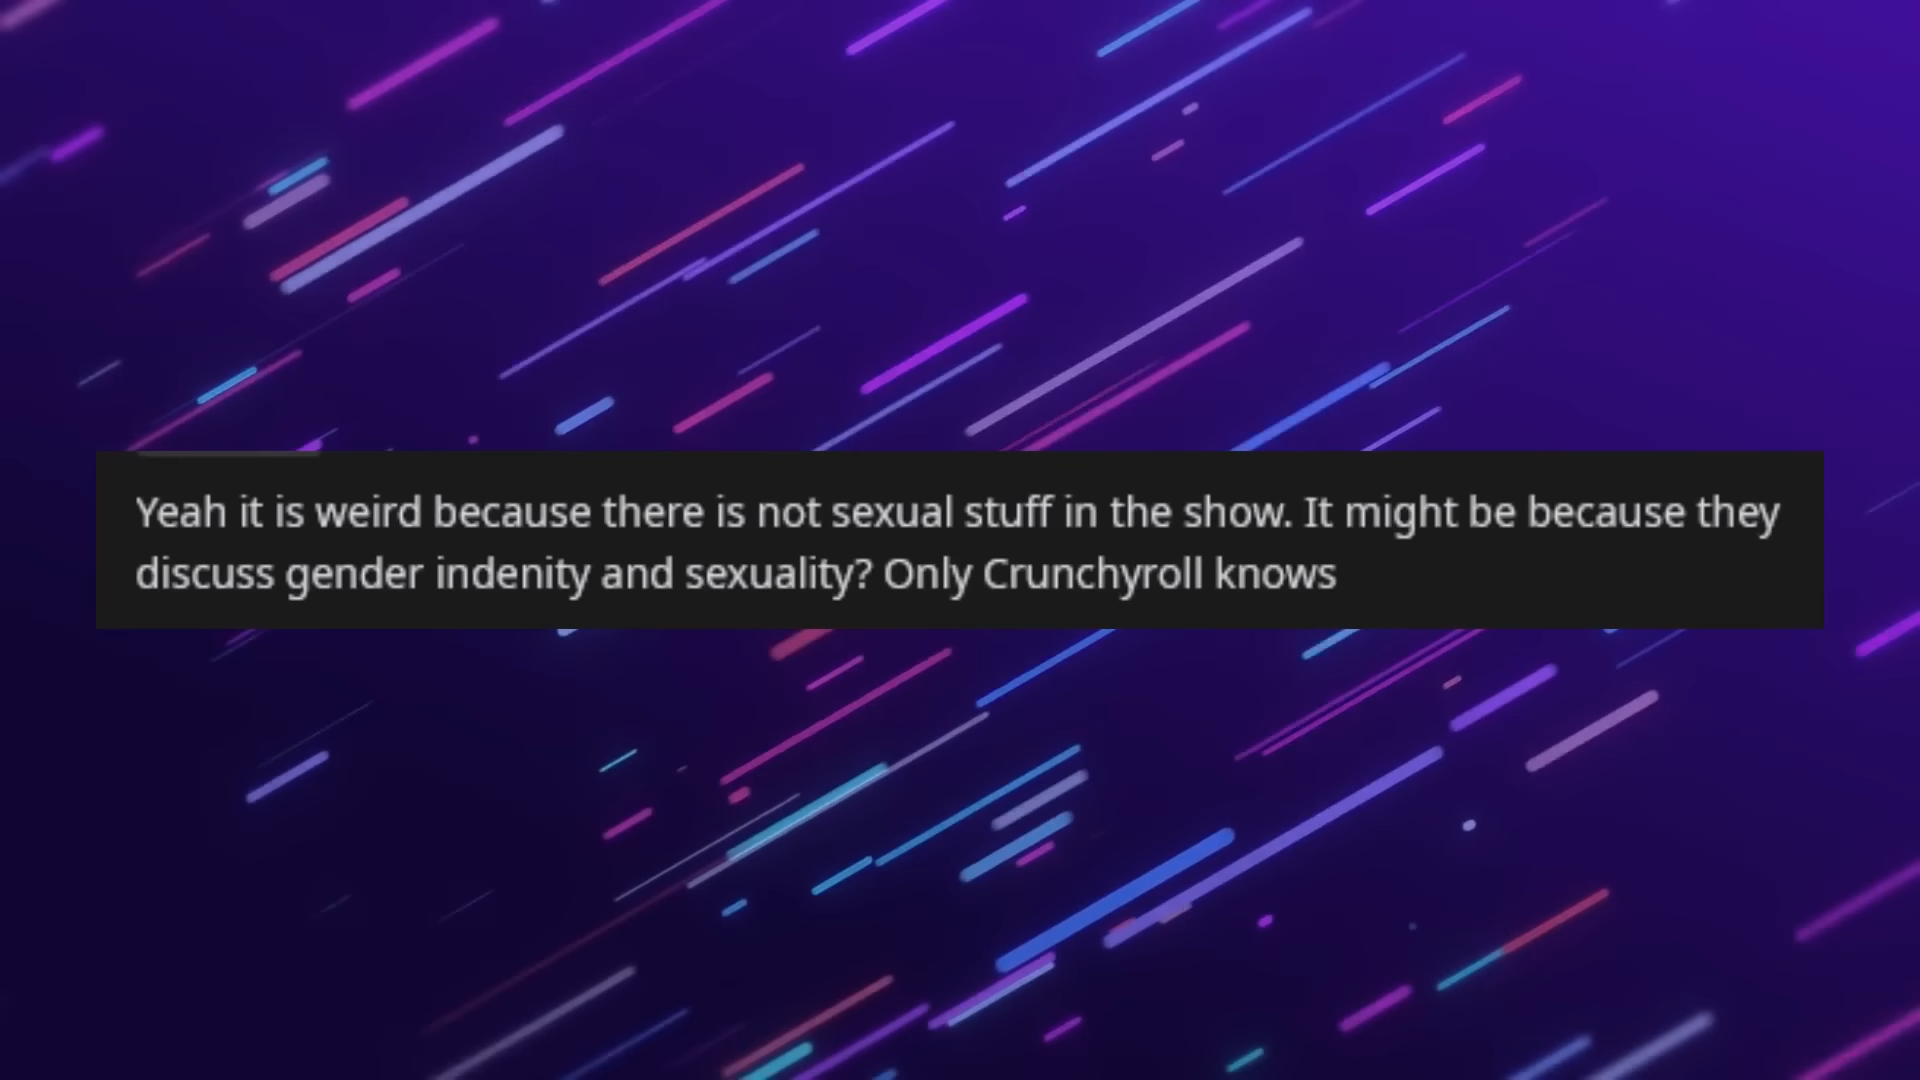 Yeah it is weird because there is not sexual stuff in the show. It might be because they
discuss gender indenity and sexuality? Only Crunchyroll knows